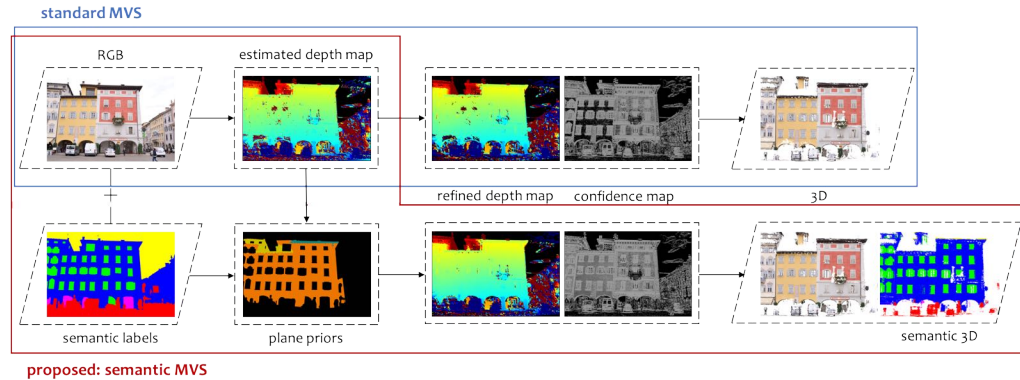 standard MVS
RGB
estimated depth map
refined depth map
confidence map
3D
semantic labels
plane priors
semantic 3D
proposed: semantic MVS